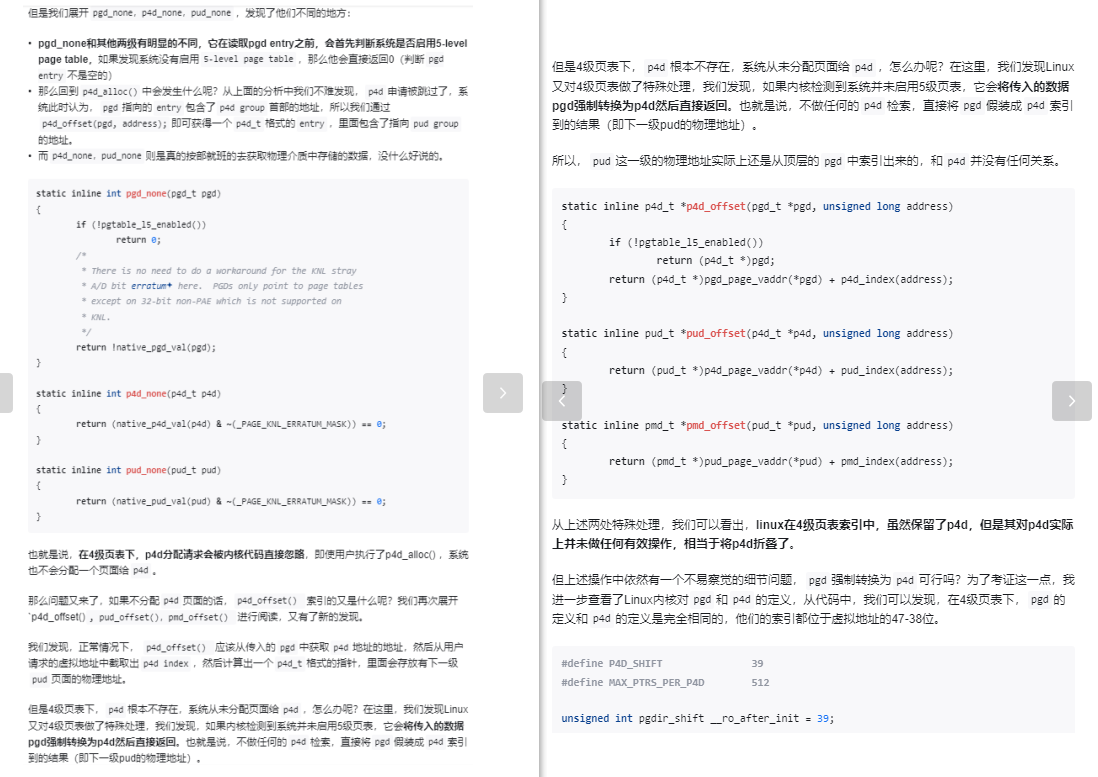 但是我们展开 pgd_none，p4d_none，pud_none ，发现了他们不同的地方：
• pgd_none和其他两级有明显的不同，它在读取pgd entry之前，会首先判断系统是否启用5-level
page table，如果发现系统没有启用 5-level page table ，那么他会直接返回0（判断 pgd
entry 不是空的）
• 那么回到 p4d_alloc() 中会发生什么呢？从上面的分析中我们不难发现， p4d 申请被跳过了，系
统此时认为， pgd 指向的 entry 包含了 p4d group 首部的地址，所以我们通过
p4d_offset(pgd, address); 即可获得一个 p4d_t 格式的 entry ，里面包含了指向 pud group
的地址。
• 而 p4d_none，pud_none 则是真的按部就班的去获取物理介质中存储的数据，没什么好说的。
static inline int pgd_none(pgd_t pgd)
{
if (!pgtable_l5_enabled())
return 0;
/*
* There is no need to do a workaround for the KNL stray
* A/D bit erratum+ here.  PGDs only point to page tables
* except on 32-bit non-PAE which is not supported on
* KNL.
*/
return !native_pgd_val(pgd);
}
static inline int p4d_none(p4d_t p4d)
{
return (native_p4d_val(p4d) & ~(_PAGE_KNL_ERRATUM_MASK)) == 0;
}
static inline int pud_none(pud_t pud)
{
return (native_pud_val(pud) & ~(_PAGE_KNL_ERRATUM_MASK)) == 0;
}
也就是说，在4级页表下，p4d分配请求会被内核代码直接忽略，即使用户执行了p4d_alloc() ，系统
也不会分配一个页面给 p4d 。
那么问题又来了，如果不分配 p4d 页面的话， p4d_offset() 索引的又是什么呢？我们再次展开
`p4d_offset() , pud_offset(), pmd_offset() 进行阅读，又有了新的发现。
我们发现，正常情况下， p4d_offset() 应该从传入的 pgd 中获取 p4d 地址的地址，然后从用户
请求的虚拟地址中截取出 p4d index ，然后计算出一个 p4d_t 格式的指针，里面会存放有下一级
pud 页面的物理地址。
但是4级页表下， p4d 根本不存在，系统从未分配页面给 p4d ，怎么办呢？在这里，我们发现Linux
又对4级页表做了特殊处理，我们发现，如果内核检测到系统并未启用5级页表，它会将传入的数据
pgd强制转换为p4d然后直接返回。也就是说，不做任何的 p4d 检索，直接将 pgd 假装成 p4d 索引
到的结果（即下一级pud的物理地址）。
但是4级页表下， p4d 根本不存在，系统从未分配页面给 p4d ，怎么办呢？在这里，我们发现Linux
又对4级页表做了特殊处理，我们发现，如果内核检测到系统并未启用5级页表，它会将传入的数据
pgd强制转换为p4d然后直接返回。也就是说，不做任何的 p4d 检索，直接将 pgd 假装成 p4d 索引
到的结果（即下一级pud的物理地址）。
所以， pud 这一级的物理地址实际上还是从顶层的 pgd 中索引出来的，和 p4d 并没有任何关系。
static inline p4d_t *p4d_offset(pgd_t *pgd, unsigned long address)
{
if (!pgtable_l5_enabled())
return (p4d_t *)pgd;
return (p4d_t *)pgd_page_vaddr(*pgd) + p4d_index(address);
}
static inline pud_t *pud_offset(p4d_t *p4d, unsigned long address)
{
return (pud_t *)p4d_page_vaddr(*p4d) + pud_index(address);
}
static inline pmd_t *pmd_offset(pud_t *pud, unsigned long address)
{
return (pmd_t *)pud_page_vaddr(*pud) + pmd_index(address);
}
从上述两处特殊处理，我们可以看出，linux在4级页表索引中，虽然保留了p4d，但是其对p4d实际
上并未做任何有效操作，相当于将p4d折叠了。
但上述操作中依然有一个不易察觉的细节问题， pgd 强制转换为 p4d 可行吗？为了考证这一点，我
进一步查看了Linux内核对 pgd 和 p4d 的定义，从代码中，我们可以发现，在4级页表下， pgd 的
定义和 p4d 的定义是完全相同的，他们的索引都位于虚拟地址的47-38位。
#define P4D_SHIFT 39
#define MAX_PTRS_PER_P4D 512
unsigned int pgdir_shift __ro_after_init = 39;